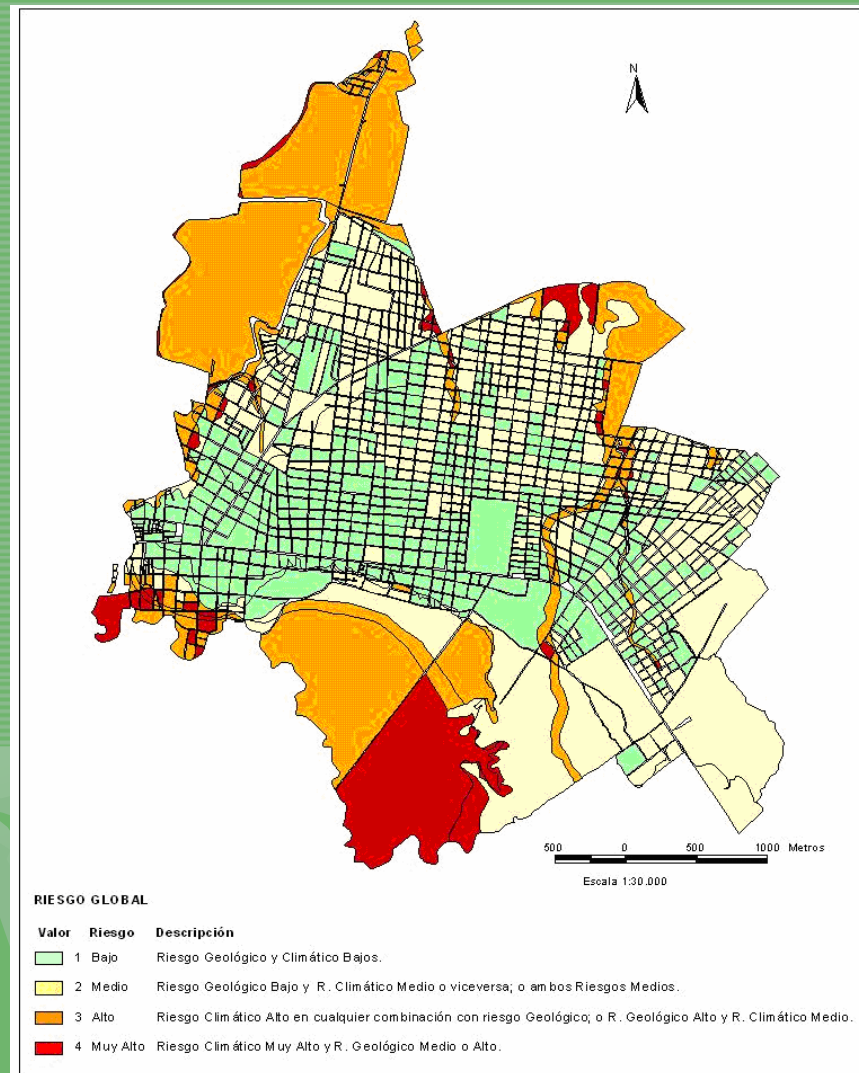 N
500 0 500 1000 Metros
Escala 1:30.000
RIESGO GLOBAL
Valor Riesgo Descripción
1 Bajo Riesgo Geológico y Climático Bajos.
2 Medio Riesgo Geológico Bajo y R. Climático Medio o viceversa; o ambos Riesgos Medios.
3 Alto Riesgo Climático Alto en cualquier combinación con riesgo Geológico; o R. Geológico Alto y R. Climático Medio.
4 Muy Alto Riesgo Climático Muy Alto y R. Geológico Medio o Alto.